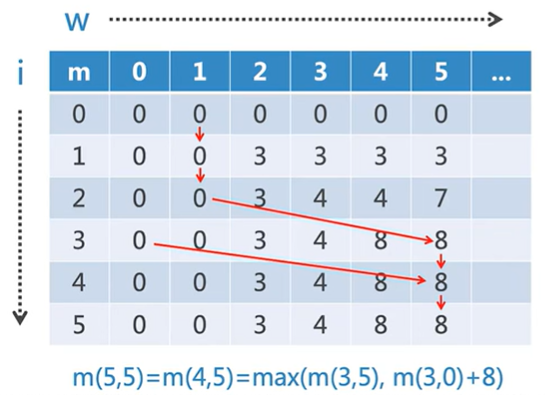 w
i
m 0 1 2 3 4 5 ...
0 0 0 0 0 0 0
1 0 0 3 3 3 3
2 0 0 3 4 4 7
3 0 0 3 4 8 8
4 0 0 3 4 8 8
5 0 0 3 4 8 8
m(5,5)=m(4,5)=max(m(3,5), m(3,0)+8)